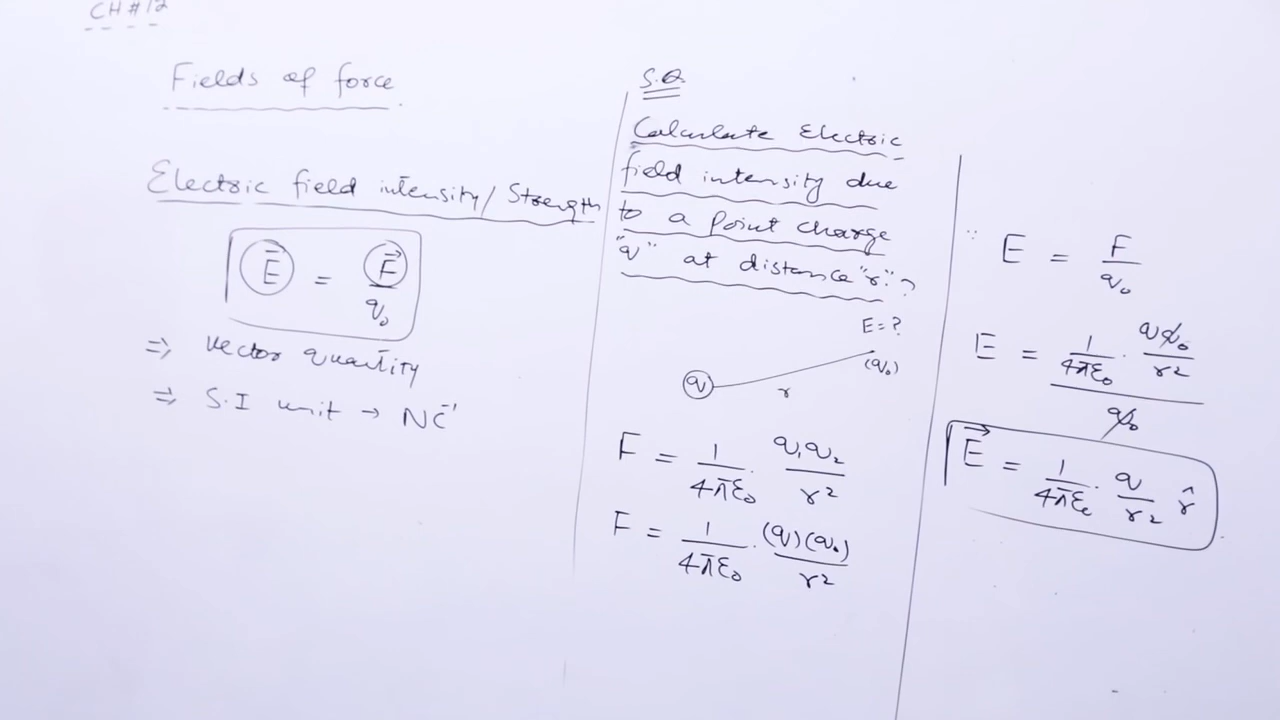 CH # 12
Fields of force
Electric field intensity/Strength
E⃗ = F⃗/q₀
⇒ vector quantity
⇒ S.I unit → NC⁻¹
S.Q.
Calculate Electric
field intensity due
to a point charge
"q" at distance "r".?
E = ?
(q₀)
q
r
F = 1/4πε₀ · q₁q₂/r²
F = 1/4πε₀ · (q)(q₀)/r²
∵ E = F/q₀
E = 1/4πε₀ · qq₀/r² / q₀
E⃗ = 1/4πε₀ · q/r² r̂